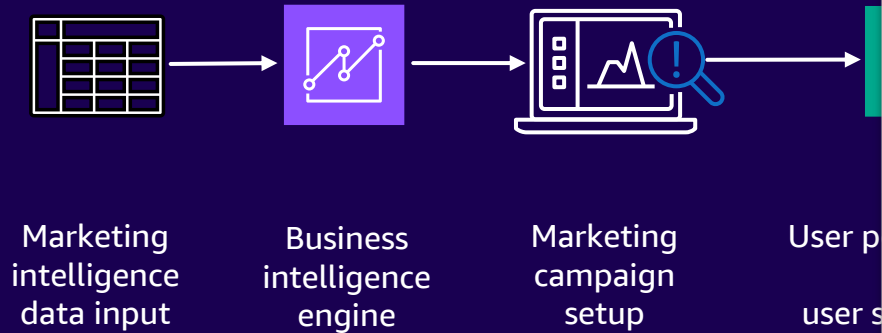 Marketing
intelligence
data input
Business
intelligence
engine
Marketing
campaign
setup
User
user